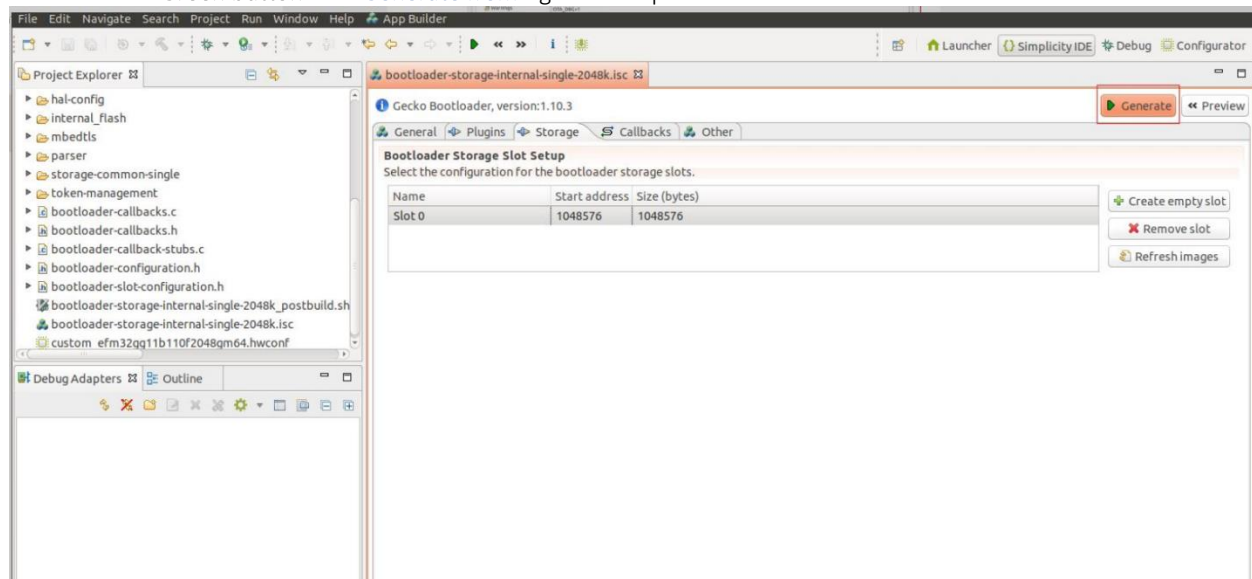 File Edit Navigate Search Project Run Window Help App Builder
Launcher Simplicity IDE Debug Configurator
Project Explorer
bootloader-storage-internal-single-2048k.isc
hal-config
internal_flash
mbedtls
parser
storage-common-single
token-management
bootloader-callbacks.c
bootloader-callbacks.h
bootloader-callback-stubs.c
bootloader-configuration.h
bootloader-slot-configuration.h
bootloader-storage-internal-single-2048k_postbuild.sh
bootloader-storage-internal-single-2048k.isc
custom_efm32gg11b110f2048gm64.hwconf
Debug Adapters Outline
Gecko Bootloader, version:1.10.3
Generate Preview
General Plugins Storage Callbacks Other
Bootloader Storage Slot Setup
Select the configuration for the bootloader storage slots.
Name Start address Size (bytes)
Slot 0 1048576 1048576
Create empty slot
Remove slot
Refresh images